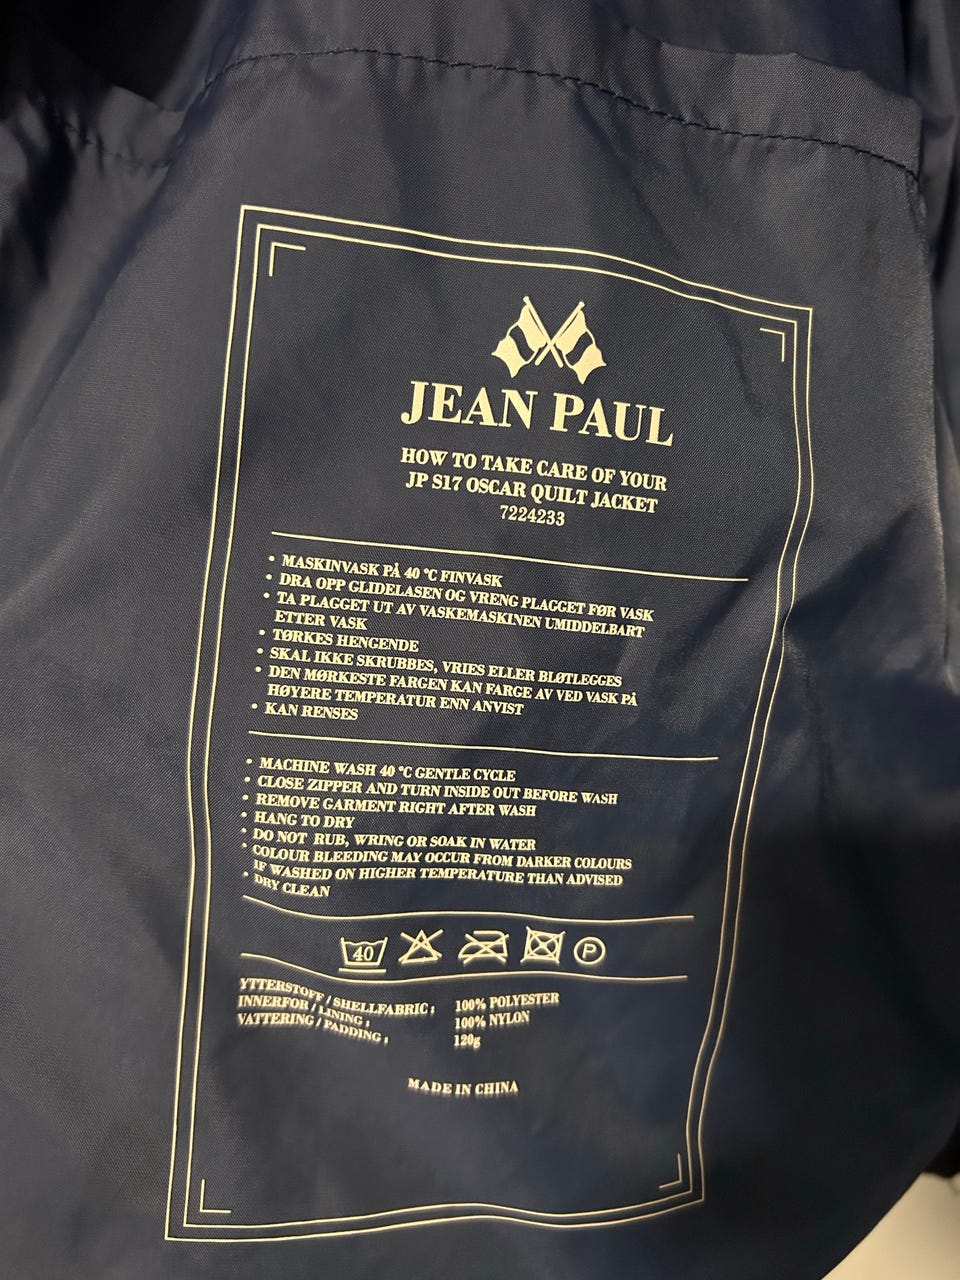 JEAN PAUL
HOW TO TAKE CARE OF YOUR
JP S17 OSCAR QUILT JACKET
7224233
• MASKINVASK PÅ 40 °C FINVASK
• DRA OPP GLIDELASEN OG VRENG PLAGGET FØR VASK
• TA PLAGGET UT AV VASKEMASKINEN UMIDDELBART
ETTER VASK
• TØRKES HENGENDE
• SKAL IKKE SKRUBBES, VRIES ELLER BLØTLEGGES
• DEN MØRKESTE FARGEN KAN FARGE AV VED VASK PÅ
HØYERE TEMPERATUR ENN ANVIST
• KAN RENSES
• MACHINE WASH 40 °C GENTLE CYCLE
• CLOSE ZIPPER AND TURN INSIDE OUT BEFORE WASH
• REMOVE GARMENT RIGHT AFTER WASH
• HANG TO DRY
• DO NOT RUB, WRING OR SOAK IN WATER
• COLOUR BLEEDING MAY OCCUR FROM DARKER COLOURS
IF WASHED ON HIGHER TEMPERATURE THAN ADVISED
• DRY CLEAN
40 P
YTTERSTOFF / SHELLFABRIC : 100% POLYESTER
INNERFOR / LINING : 100% NYLON
VATTERING / PADDING : 120g
MADE IN CHINA